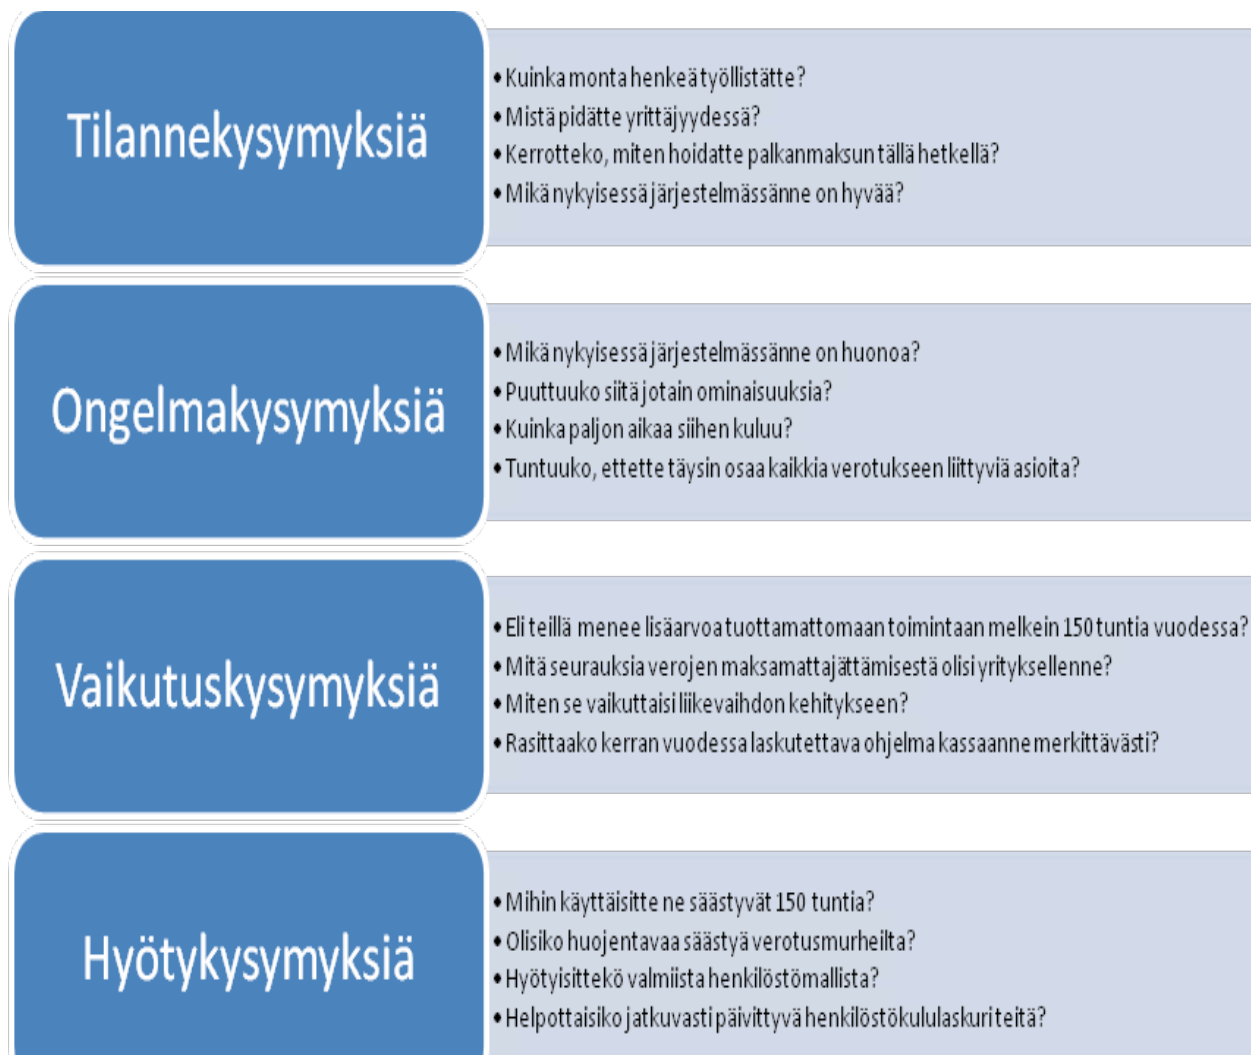 Tilannekysymyksiä
• Kuinka monta henkeä työllistätte?
• Mistä pidätte yrittäjyydessä?
• Kerrotteko, miten hoidatte palkanmaksun tällä hetkellä?
• Mikä nykyisessä järjestelmässänne on hyvää?
Ongelmakysymyksiä
• Mikä nykyisessä järjestelmässänne on huonoa?
• Puuttuuko siitä jotain ominaisuuksia?
• Kuinka paljon aikaa siihen kuluu?
• Tuntuuko, ettette täysin osaa kaikkia verotukseen liittyviä asioita?
Vaikutuskysymyksiä
• Eli teillä menee lisäarvoa tuottamattomaan toimintaan melkein 150 tuntia vuodessa?
• Mitä seurauksia verojen maksamattajättämisestä olisi yrityksellenne?
• Miten se vaikuttaisi liikevaihdon kehitykseen?
• Rasittaako kerran vuodessa laskutettava ohjelma kassaanne merkittävästi?
Hyötykysymyksiä
• Mihin käyttäisitte ne säästyvät 150 tuntia?
• Olisiko huojentavaa säästyä verotusmurheilta?
• Hyötyisittekö valmiista henkilöstömallista?
• Helpottaisiko jatkuvasti päivittyvä henkilöstökululaskuri teitä?